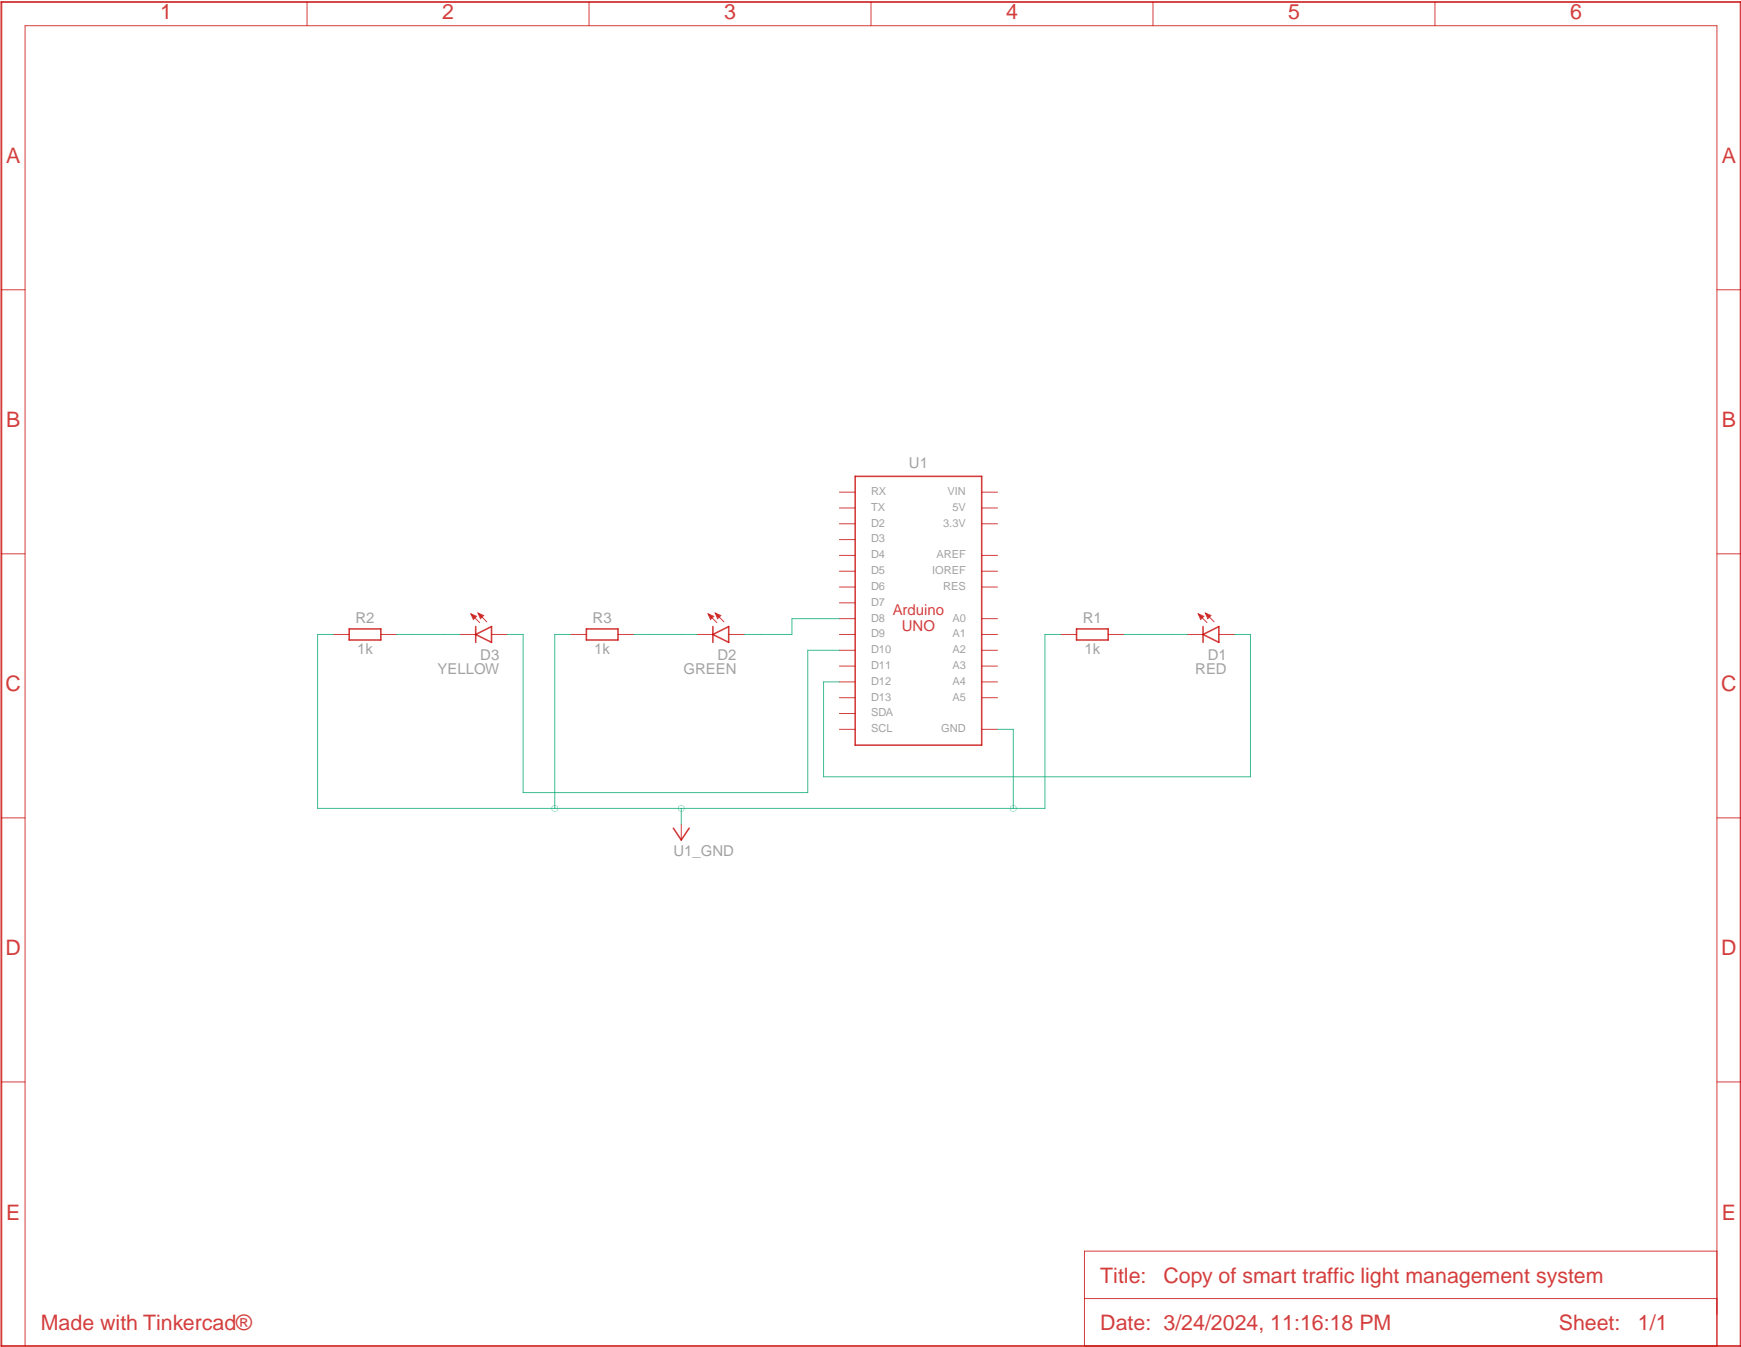 1 2 3 4 5 6
A A
B B
U1
RX VIN
TX 5V
D2 3.3V
D3
D4 AREF
D5 IOREF
D6 RES
D7
Arduino
UNO
D8 A0
D9 A1
D10 A2
D11 A3
D12 A4
D13 A5
SDA
SCL GND
R2
1k
D3
YELLOW
R3
1k
D2
GREEN
R1
1k
D1
RED
C C
U1_GND
D D
E E
Title: Copy of smart traffic light management system
Date: 3/24/2024, 11:16:18 PM Sheet: 1/1
Made with Tinkercad®